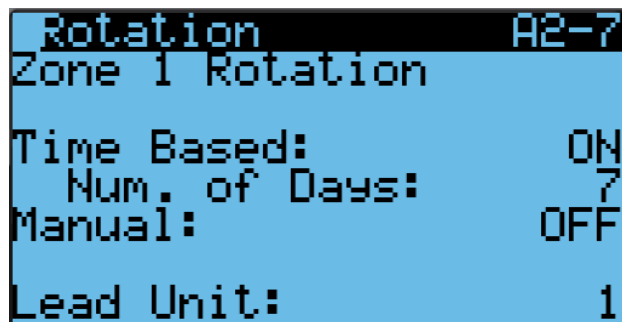 Rotation A2-7
Zone 1 Rotation
Time Based: ON
Num. of Days: 7
Manual: OFF
Lead Unit: 1